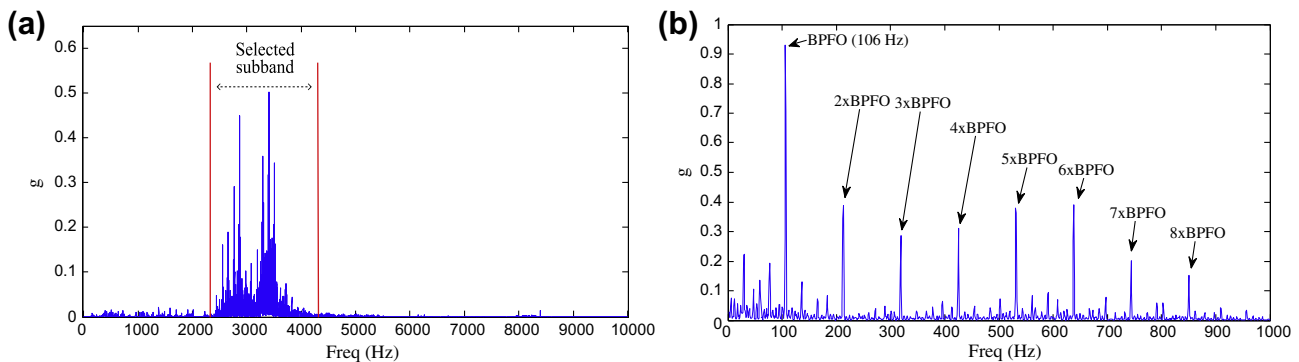 (a)
0.6
0.5
0.4
0.3
0.2
0.1
0
g
Selected
subband
0 1000 2000 3000 4000 5000 6000 7000 8000 9000 10000
Freq (Hz)
(b)
1
0.9
0.8
0.7
0.6
0.5
0.4
0.3
0.2
0.1
0
g
BPFO (106 Hz)
2xBPFO
3xBPFO
4xBPFO
5xBPFO
6xBPFO
7xBPFO
8xBPFO
0 100 200 300 400 500 600 700 800 900 1000
Freq (Hz)